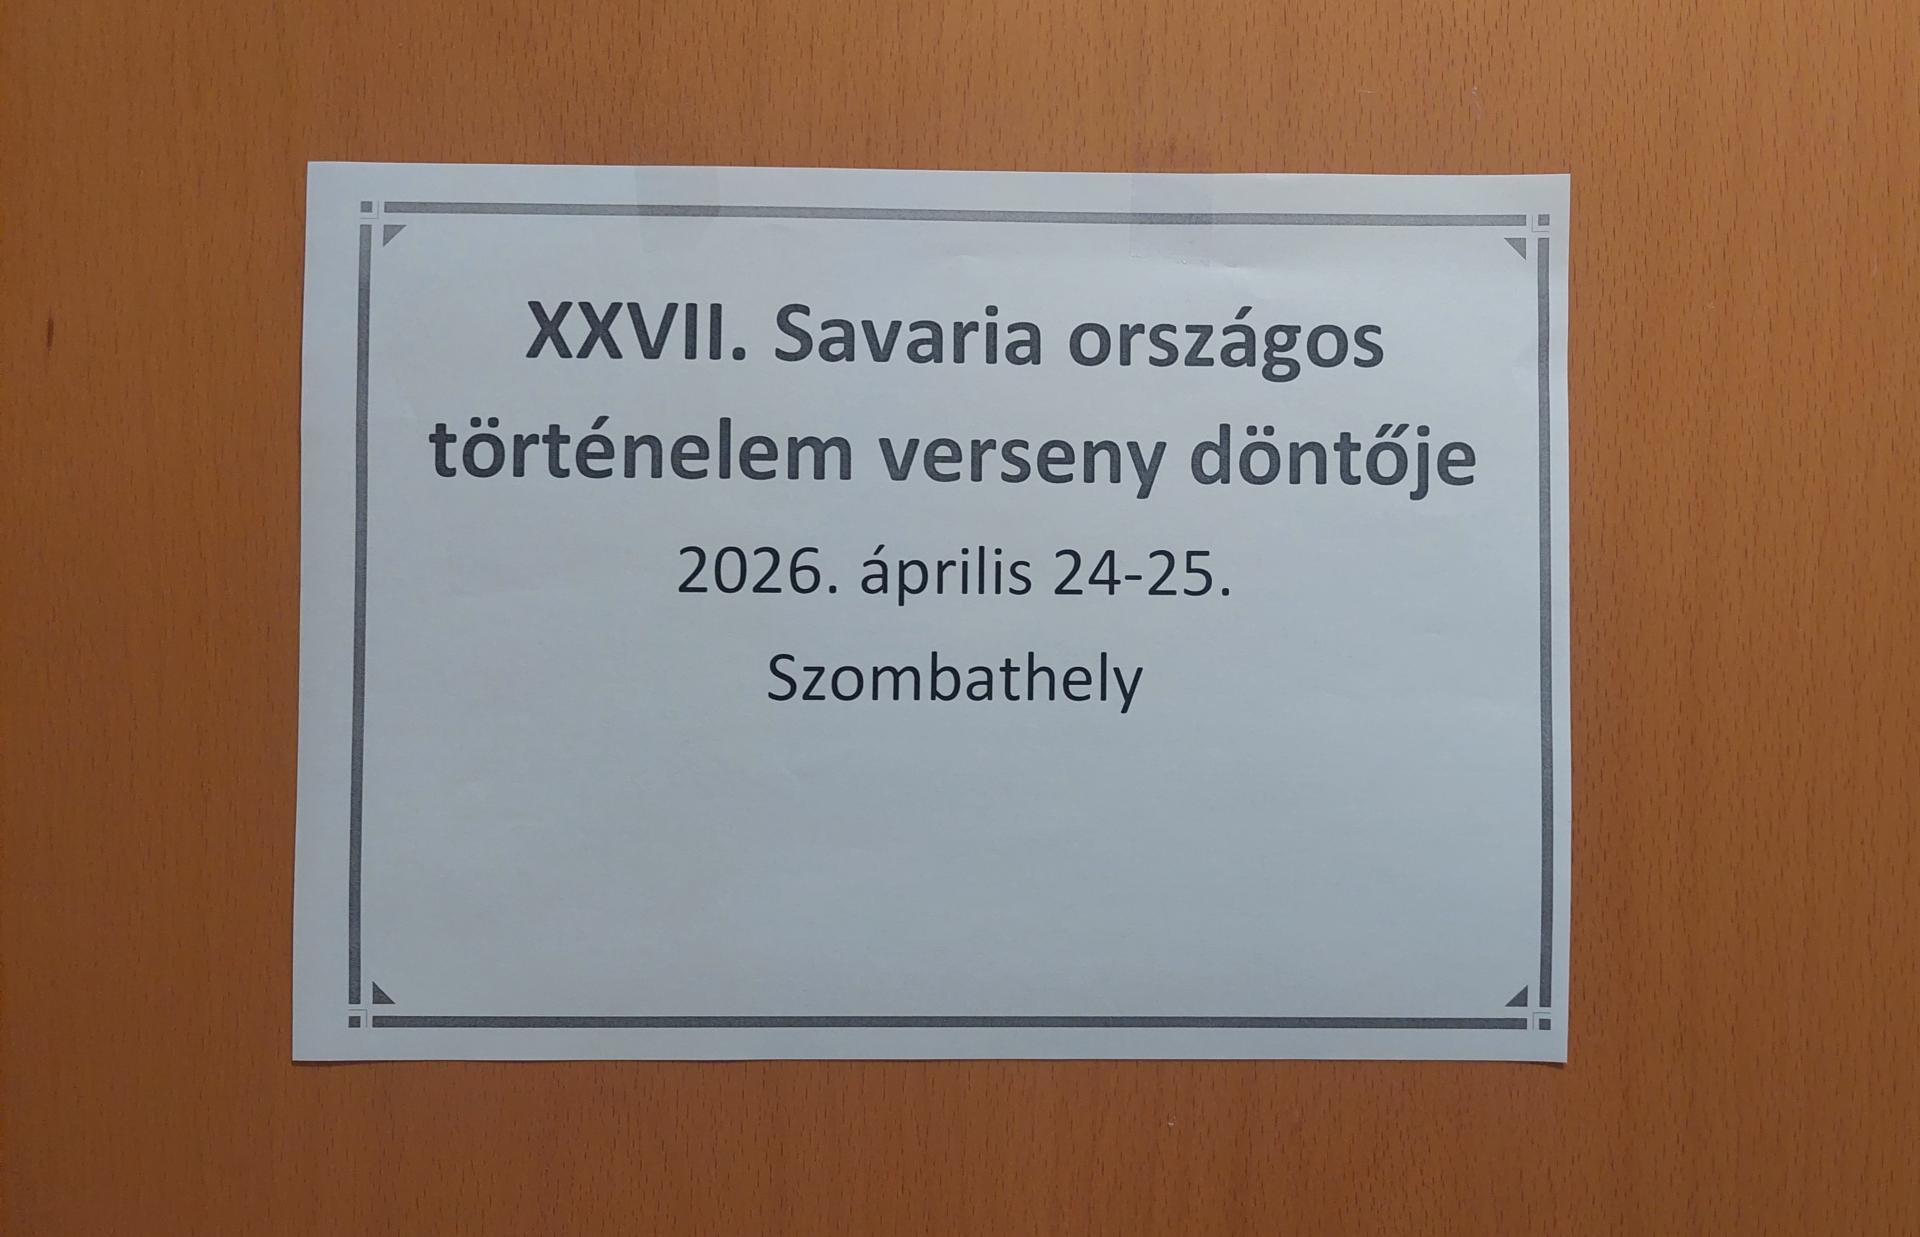 XXVII. Savaria országos
történelem verseny döntője
2026. április 24-25.
Szombathely